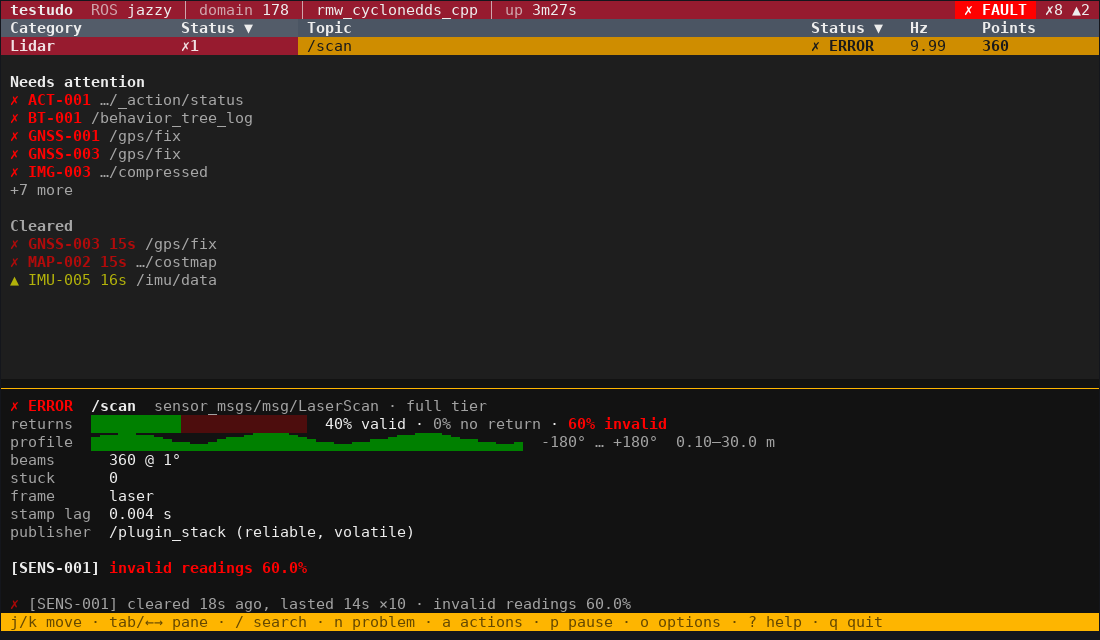 testudo ROS jazzy │ domain 178 │ rmw_cyclonedds_cpp │ up 3m27s ✗ FAULT ✗8 ▲2
Category Status ▼ Topic Status ▼ Hz Points
Lidar ✗1 /scan ✗ ERROR 9.99 360
Needs attention
✗ ACT-001 …/_action/status
✗ BT-001 /behavior_tree_log
✗ GNSS-001 /gps/fix
✗ GNSS-003 /gps/fix
✗ IMG-003 …/compressed
+7 more
Cleared
✗ GNSS-003 15s /gps/fix
✗ MAP-002 15s …/costmap
▲ IMU-005 16s /imu/data
✗ ERROR /scan sensor_msgs/msg/LaserScan · full tier
returns 40% valid · 0% no return · 60% invalid
profile -180° … +180° 0.10–30.0 m
beams 360 @ 1°
stuck 0
frame laser
stamp lag 0.004 s
publisher /plugin_stack (reliable, volatile)
[SENS-001] invalid readings 60.0%
✗ [SENS-001] cleared 18s ago, lasted 14s ×10 · invalid readings 60.0%
j/k move · tab/←→ pane · / search · n problem · a actions · p pause · o options · ? help · q quit